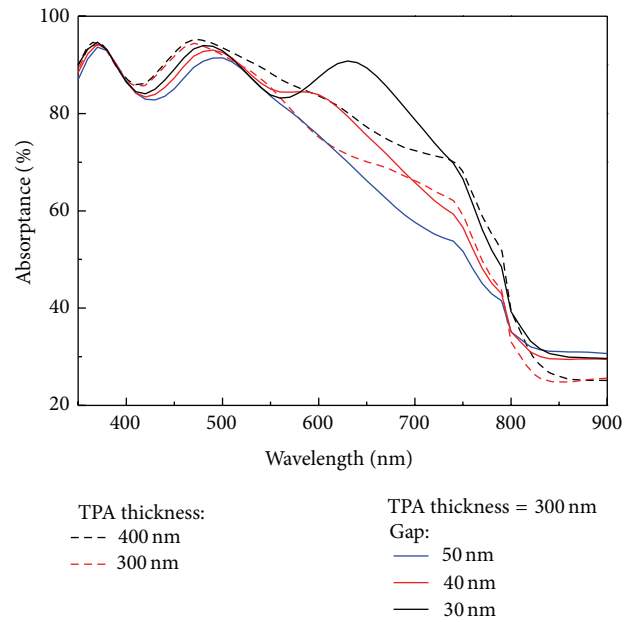 100
80
60
40
20
Absorptance (%)
400
500
600
700
800
900
Wavelength (nm)
TPA thickness:
400 nm
300 nm
TPA thickness = 300 nm
Gap:
50 nm
40 nm
30 nm